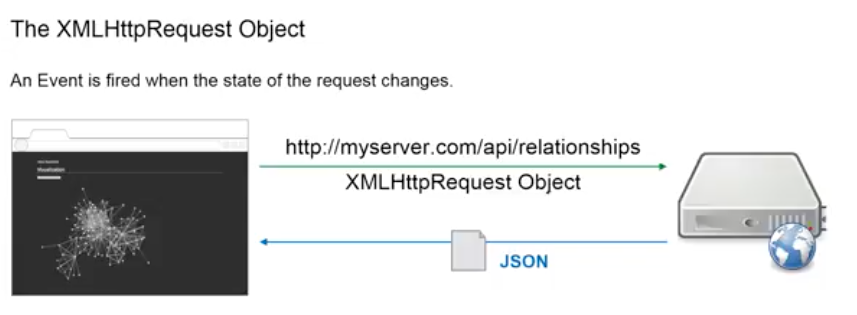 The XMLHttpRequest Object
An Event is fired when the state of the request changes.
http://myserver.com/api/relationships
Visualisation
XMLHttpRequest Object
JSON